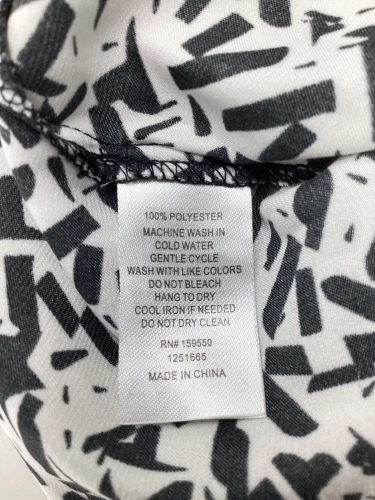 100% POLYESTER
MACHINE WASH IN
COLD WATER
GENTLE CYCLE
WASH WITH LIKE COLORS
DO NOT BLEACH
HANG TO DRY
COOL IRON IF NEEDED
DO NOT DRY CLEAN
RN# 159550
1251665
MADE IN CHINA